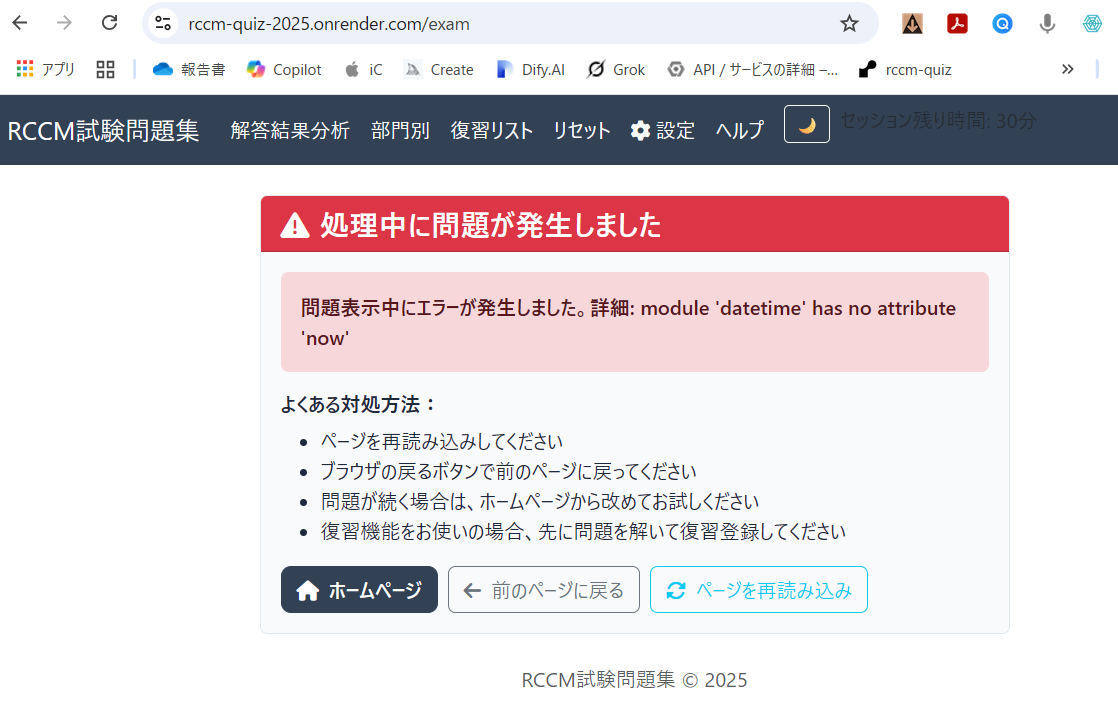 rccm-quiz-2025.onrender.com/exam
アプリ 報告書 Copilot iC Create Dify.AI Grok API / サービスの詳細 –... rccm-quiz
RCCM試験問題集 解答結果分析 部門別 復習リスト リセット 設定 ヘルプ セッション残り時間: 30分
処理中に問題が発生しました
問題表示中にエラーが発生しました。詳細: module 'datetime' has no attribute
'now'
よくある対処方法：
ページを再読み込みしてください
ブラウザの戻るボタンで前のページに戻ってください
問題が続く場合は、ホームページから改めてお試しください
復習機能をお使いの場合、先に問題を解いて復習登録してください
ホームページ 前のページに戻る ページを再読み込み
RCCM試験問題集 © 2025